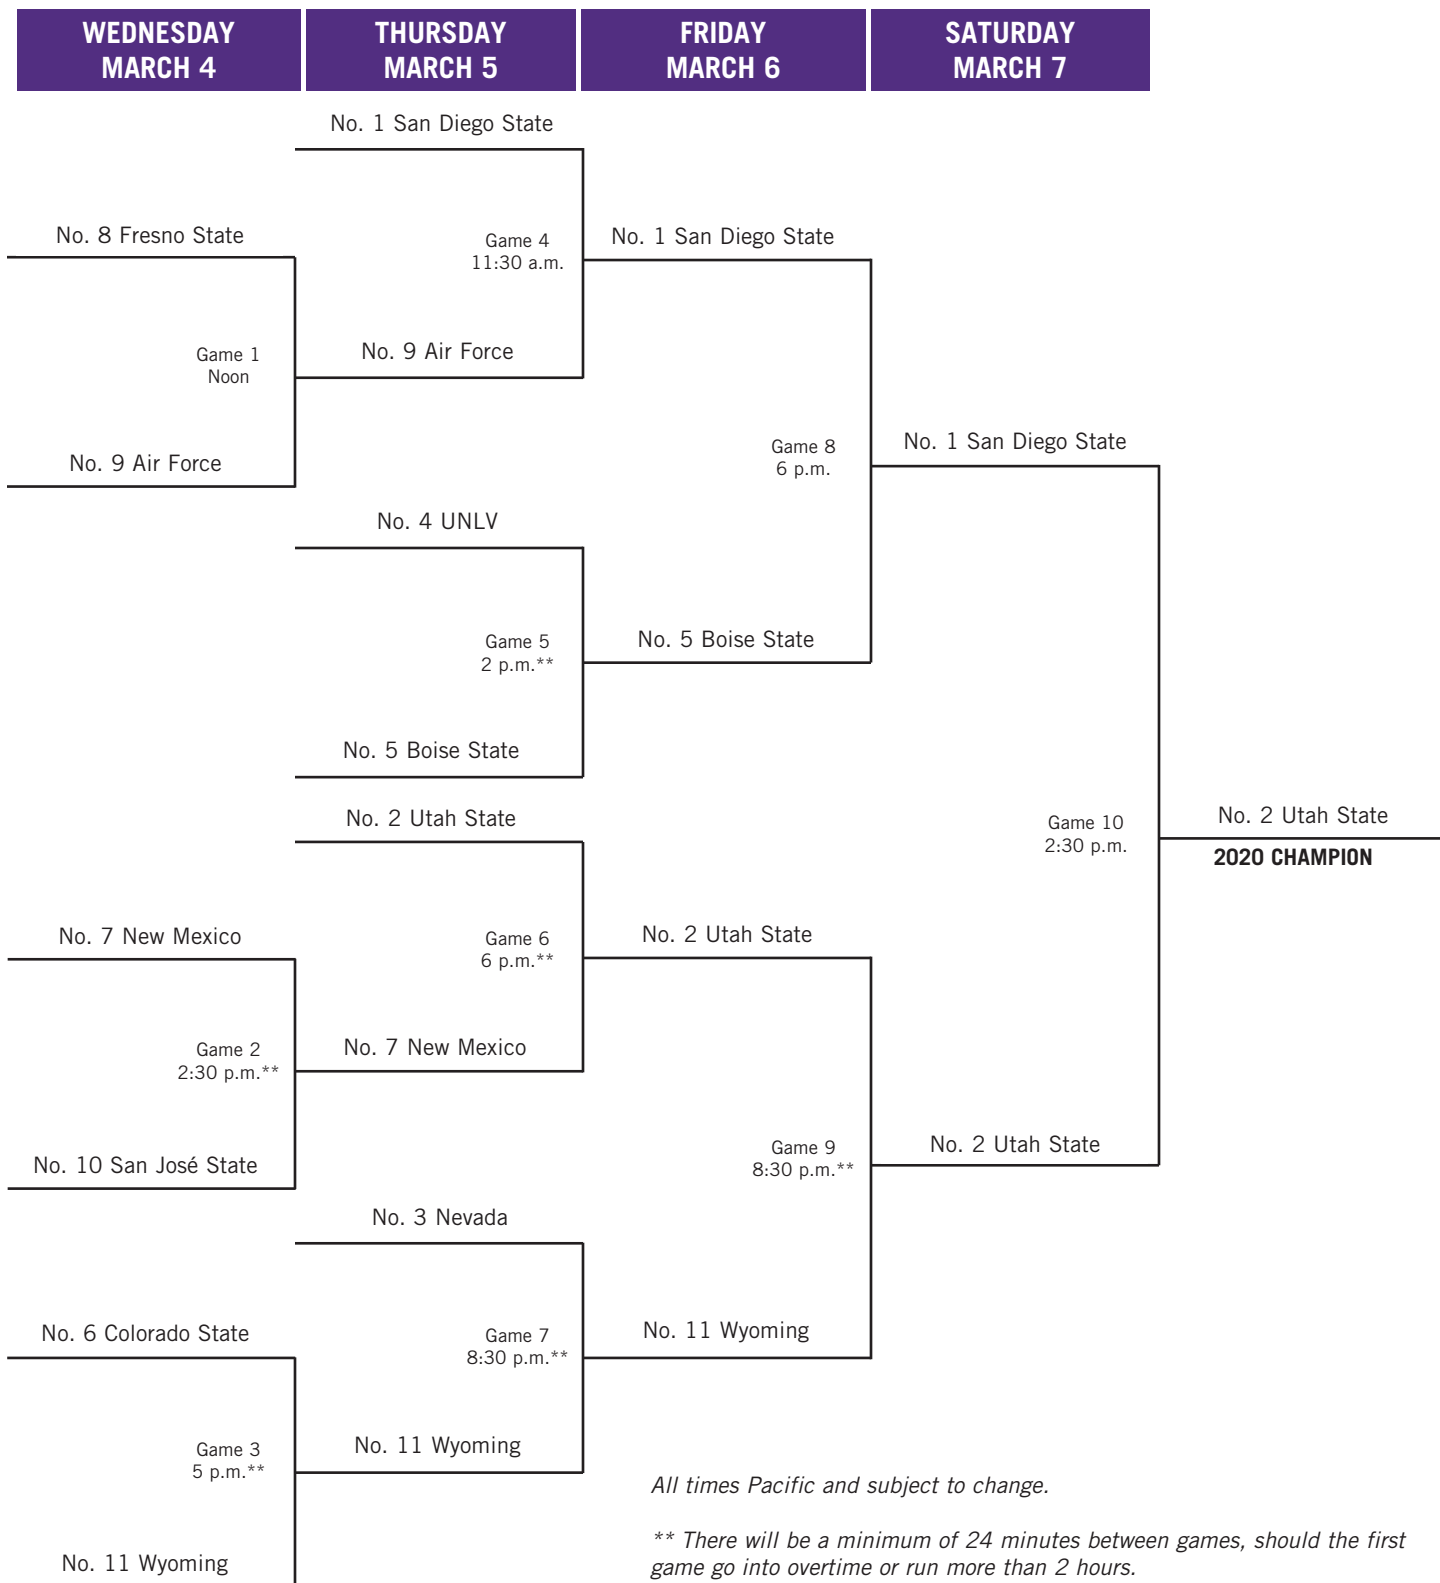 WEDNESDAY
MARCH 4
THURSDAY
MARCH 5
FRIDAY
MARCH 6
SATURDAY
MARCH 7
No. 1 San Diego State
No. 8 Fresno State
Game 4
11:30 a.m.
No. 1 San Diego State
Game 1
Noon
No. 9 Air Force
No. 9 Air Force
Game 8
6 p.m.
No. 1 San Diego State
No. 4 UNLV
Game 5
2 p.m.**
No. 5 Boise State
No. 5 Boise State
No. 2 Utah State
Game 10
2:30 p.m.
No. 2 Utah State
2020 CHAMPION
No. 7 New Mexico
Game 6
6 p.m.**
No. 2 Utah State
Game 2
2:30 p.m.**
No. 7 New Mexico
No. 10 San José State
Game 9
8:30 p.m.**
No. 2 Utah State
No. 3 Nevada
No. 6 Colorado State
Game 7
8:30 p.m.**
No. 11 Wyoming
Game 3
5 p.m.**
No. 11 Wyoming
No. 11 Wyoming
All times Pacific and subject to change.
** There will be a minimum of 24 minutes between games, should the first
game go into overtime or run more than 2 hours.